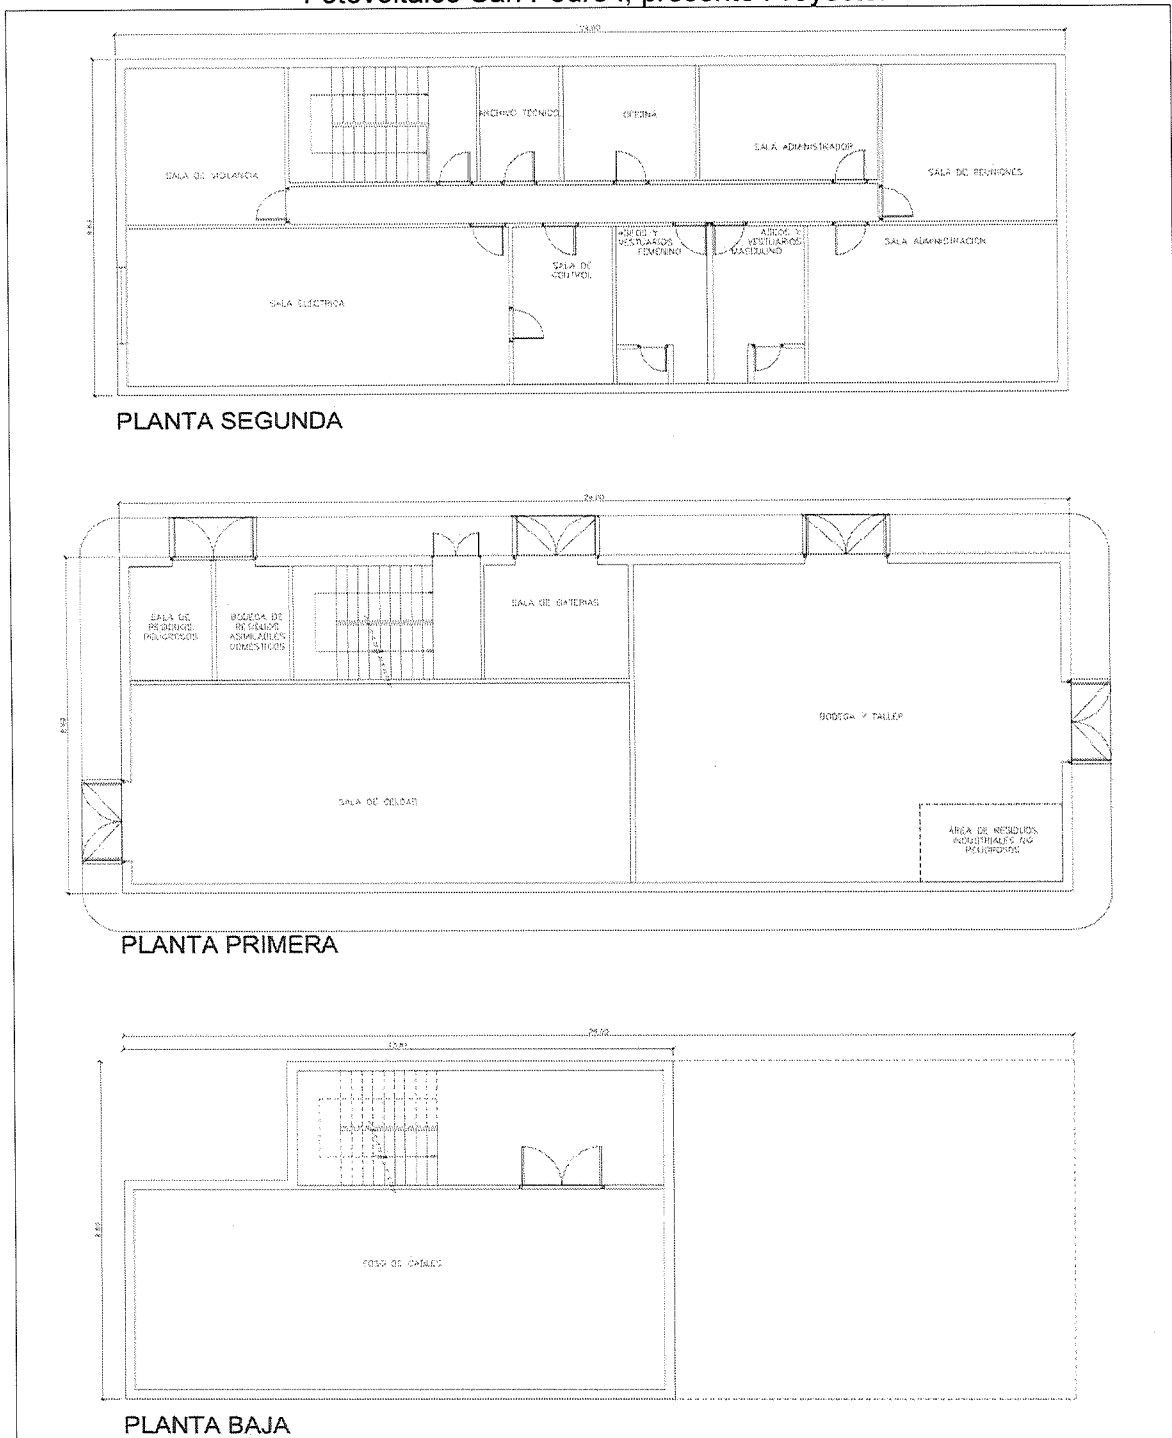 Fotovoltaico San Pedro I, presente Proyecto.
ARCHIVO TECNICO
OFICINA
SALA ADMINISTRADOR
SALA DE VIGILANCIA
SALA DE REUNIONES
ASEOS Y
VESTUARIOS
FEMENINO
ASEOS Y
VESTUARIOS
MASCULINO
SALA ADMINISTRACIÓN
SALA DE
CONTROL
SALA ELECTRICA
PLANTA SEGUNDA
SALA DE BATERIAS
SALA DE
RESIDUOS
PELIGROSOS
BODEGA DE
RESIDUOS
ASIMILABLES
DOMESTICOS
BODEGA Y TALLER
SALA DE CELDAS
ÁREA DE RESIDUOS
INDUSTRIALES NO
PELIGROSOS
PLANTA PRIMERA
FOSO DE CABLES
PLANTA BAJA